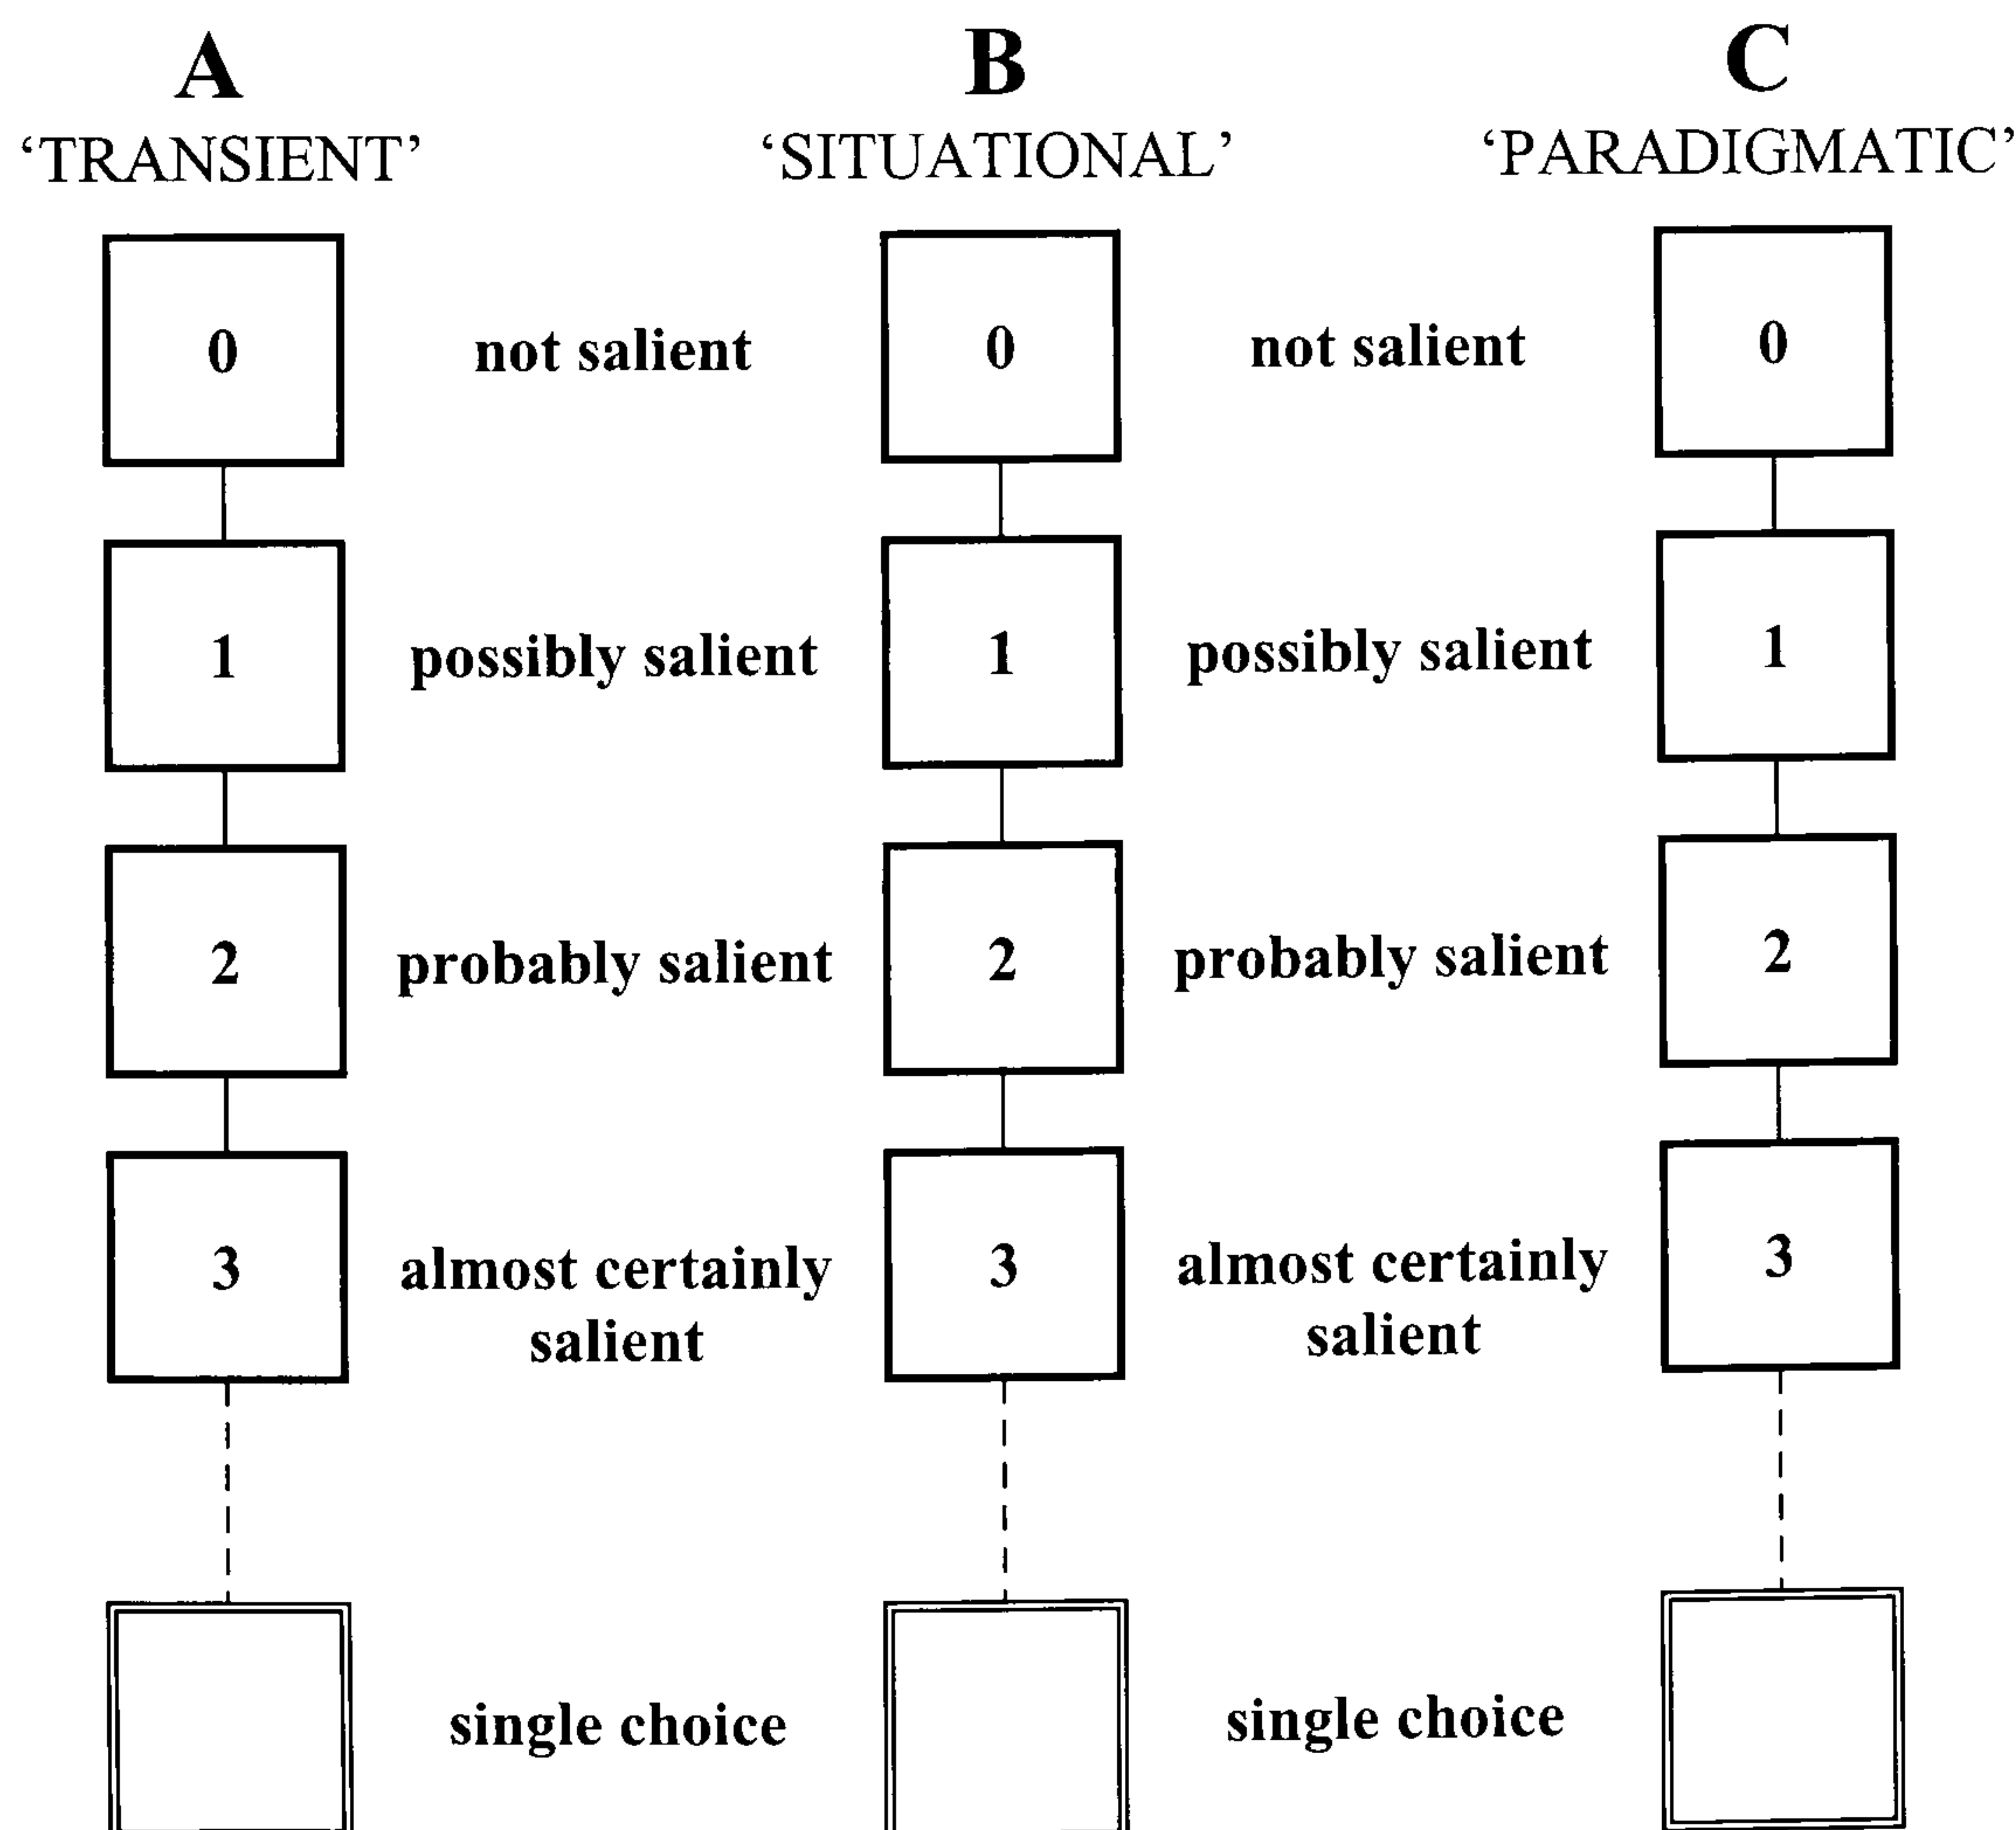 A B C
‘TRANSIENT’ ‘SITUATIONAL’ ‘PARADIGMATIC’
0 not salient 0 not salient 0
1 possibly salient 1 possibly salient 1
2 probably salient 2 probably salient 2
3 almost certainly 3 almost certainly 3
salient salient
single choice single choice